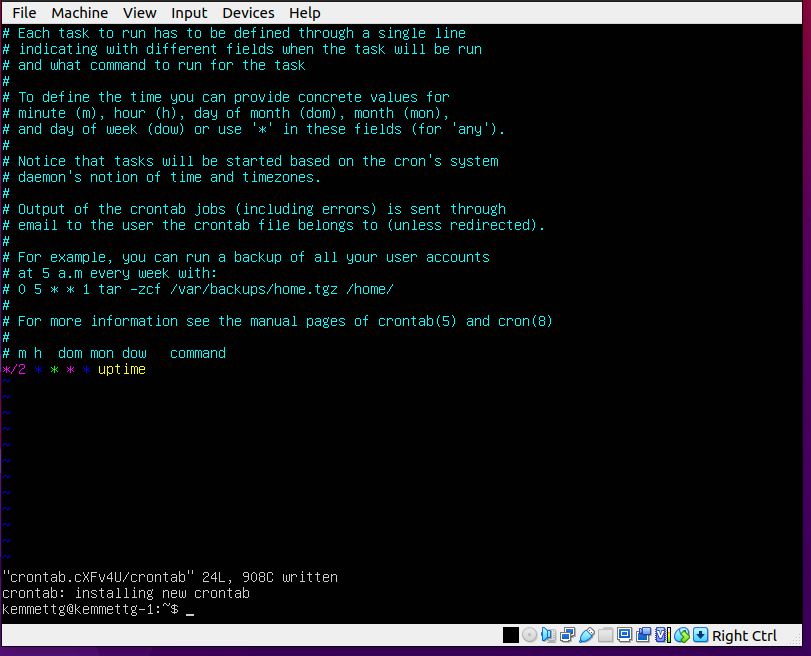 File Machine View Input Devices Help
# Each task to run has to be defined through a single line
# indicating with different fields when the task will be run
# and what command to run for the task
#
# To define the time you can provide concrete values for
# minute (m), hour (h), day of month (dom), month (mon),
# and day of week (dow) or use '*' in these fields (for 'any').
#
# Notice that tasks will be started based on the cron's system
# daemon's notion of time and timezones.
#
# Output of the crontab jobs (including errors) is sent through
# email to the user the crontab file belongs to (unless redirected).
#
# For example, you can run a backup of all your user accounts
# at 5 a.m every week with:
# 0 5 * * 1 tar -zcf /var/backups/home.tgz /home/
#
# For more information see the manual pages of crontab(5) and cron(8)
#
# m h  dom mon dow   command
*/2 * * * * uptime
~
~
~
~
~
~
~
~
~
~
~
~
"crontab.cXFv4U/crontab" 24L, 908C written
crontab: installing new crontab
kemmettg@kemmettg-1:~$ _
Right Ctrl